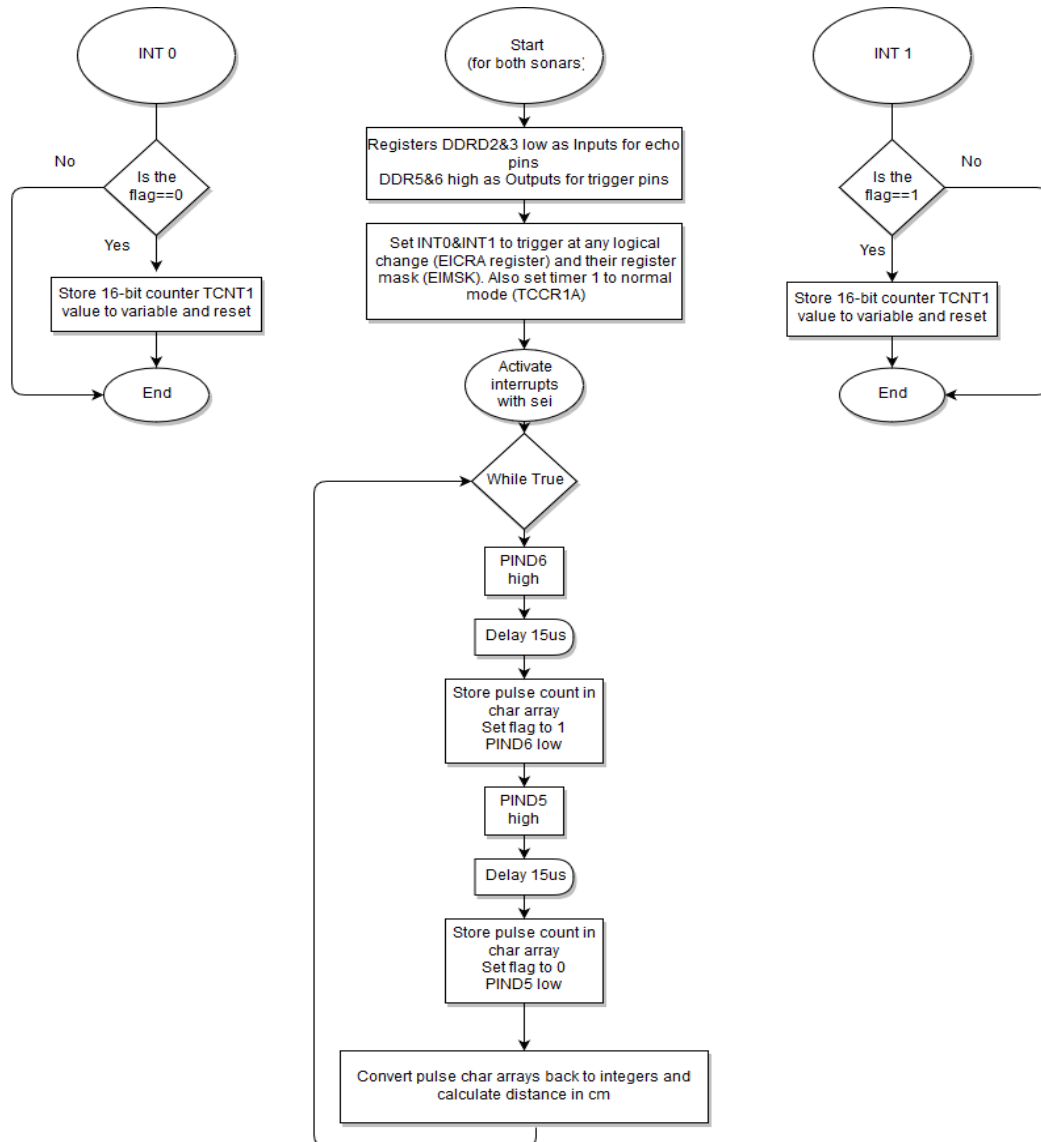 INT 0
No
Is the
flag==0
Yes
Store 16-bit counter TCNT1
value to variable and reset
End
Start
(for both sonars)
Registers DDRD2&3 low as Inputs for echo
pins
DDR5&6 high as Outputs for trigger pins
Set INT0&INT1 to trigger at any logical
change (EICRA register) and their register
mask (EIMSK). Also set timer 1 to normal
mode (TCCR1A)
Activate
interrupts
with sei
While True
PIND6
high
Delay 15us
Store pulse count in
char array
Set flag to 1
PIND6 low
PIND5
high
Delay 15us
Store pulse count in
char array
Set flag to 0
PIND5 low
Convert pulse char arrays back to integers and
calculate distance in cm
INT 1
No
Is the
flag==1
Yes
Store 16-bit counter TCNT1
value to variable and reset
End